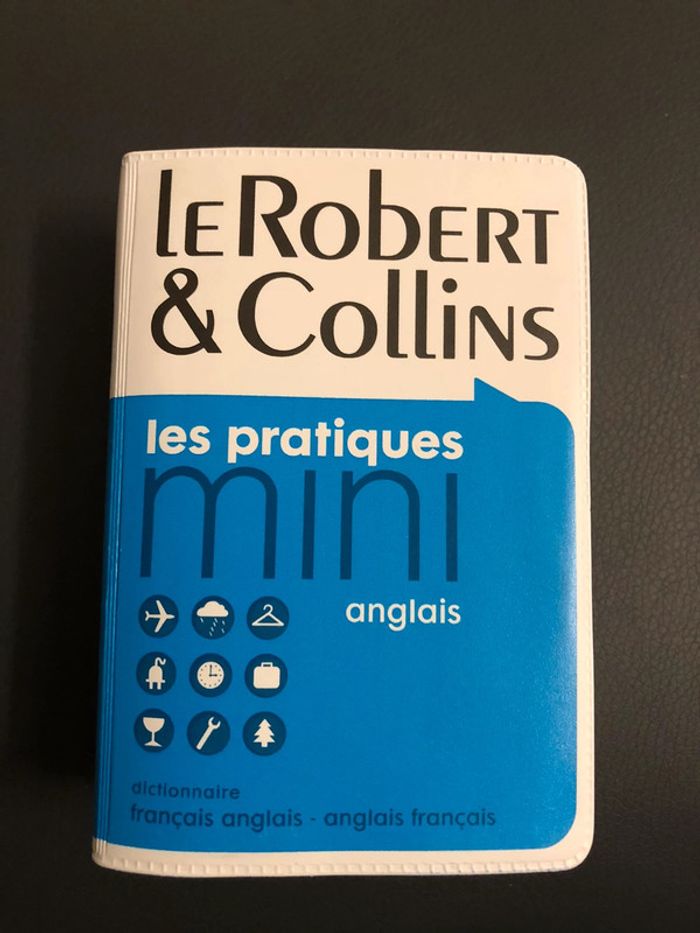 le Robert
& Collins
les pratiques
mini
anglais
dictionnaire
français anglais - anglais français